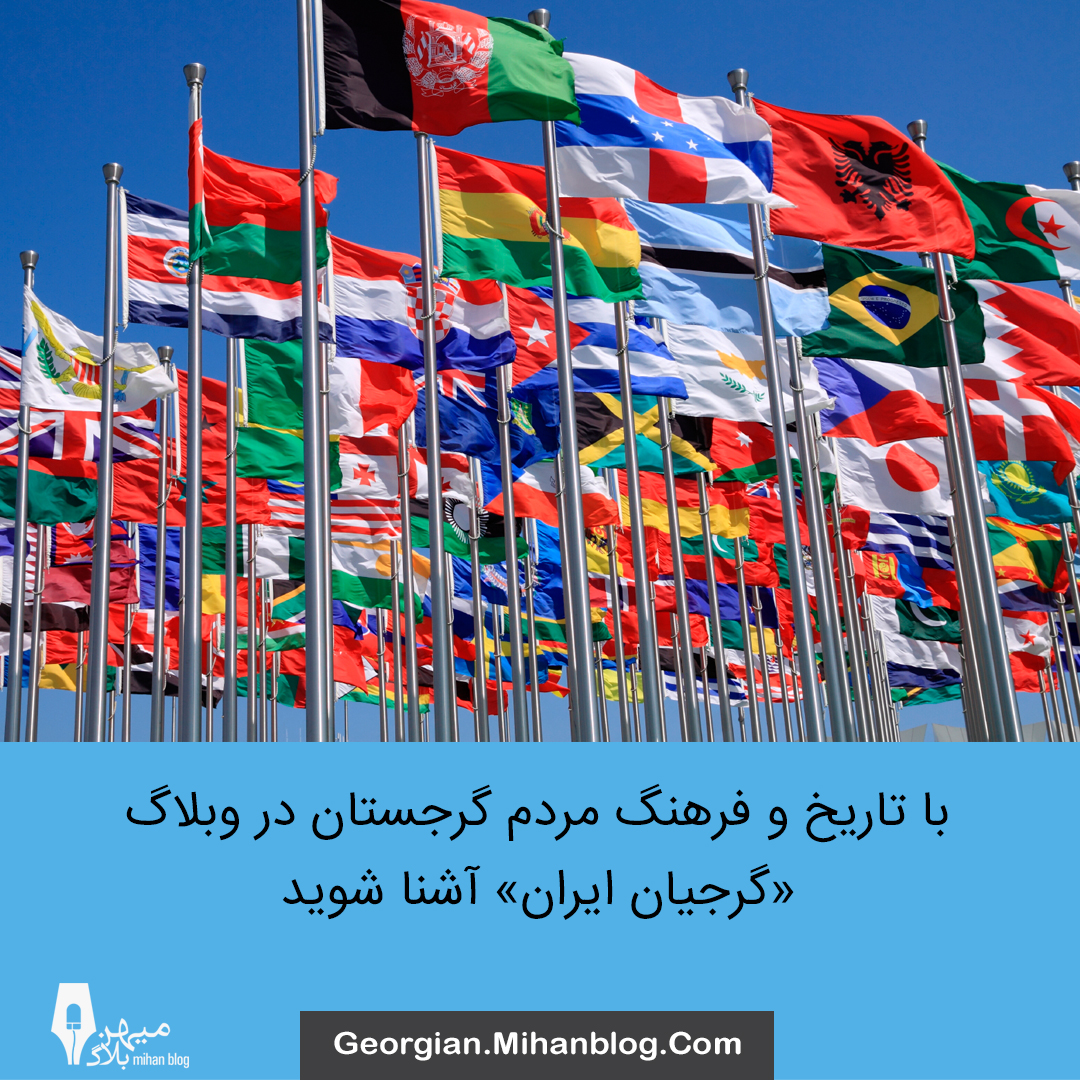 با تاریخ و فرهنگ مردم گرجستان در وبلاگ
«گرجیان ایران» آشنا شوید
میهن
بلاگ
mihan blog
Georgian.Mihanblog.Com